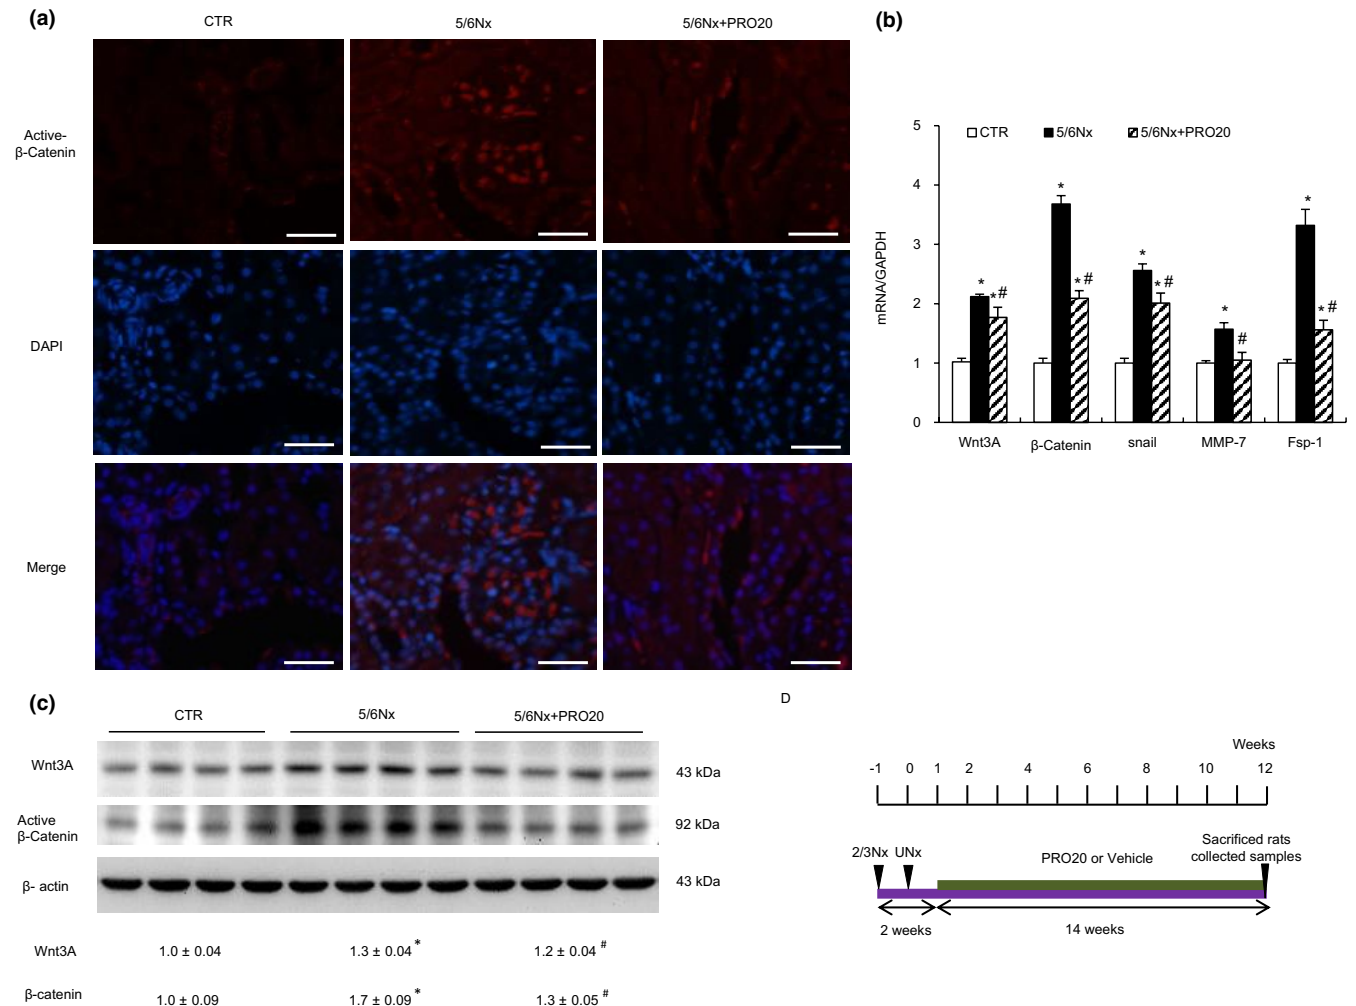 (a)
CTR 5/6Nx 5/6Nx+PRO20
Active-
β-Catenin
DAPI
Merge
(b)
5
4
3
2
1
0
mRNA/GAPDH
CTR 5/6Nx 5/6Nx+PRO20
* *# * *# * *# * # * *#
Wnt3A β-Catenin snail MMP-7 Fsp-1
(c)
CTR 5/6Nx 5/6Nx+PRO20
Wnt3A 43 kDa
Active
β-Catenin 92 kDa
β- actin 43 kDa
Wnt3A 1.0 ± 0.04 1.3 ± 0.04 * 1.2 ± 0.04 #
β-catenin 1.0 ± 0.09 1.7 ± 0.09 * 1.3 ± 0.05 #
D
Weeks
-1 0 1 2 4 6 8 10 12
2/3Nx UNx PRO20 or Vehicle
Sacrificed rats
collected samples
2 weeks 14 weeks